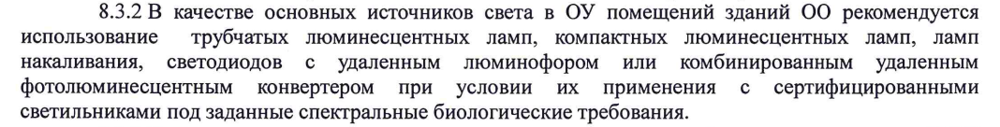 8.3.2 В качестве основных источников света в ОУ помещений зданий ОО рекомендуется
использование трубчатых люминесцентных ламп, компактных люминесцентных ламп, ламп
накаливания, светодиодов с удаленным люминофором или комбинированным удаленным
фотолюминесцентным конвертером при условии их применения с сертифицированными
светильниками под заданные спектральные биологические требования.